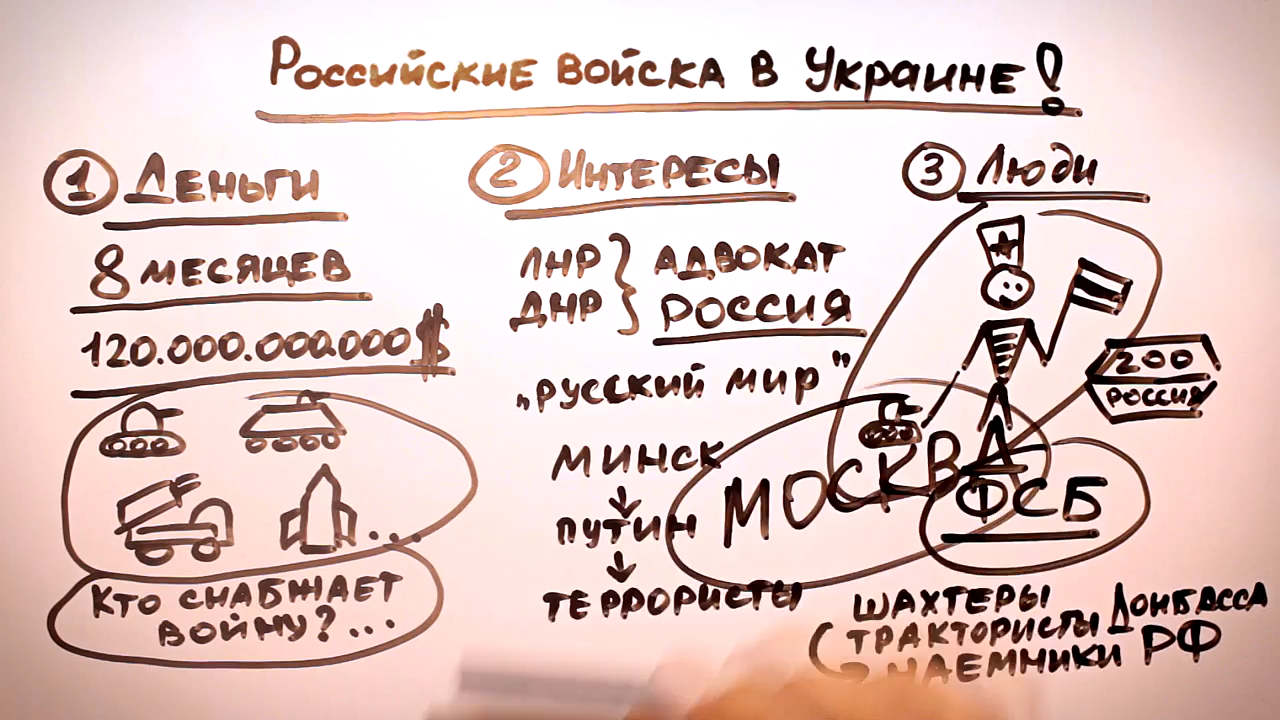 Российские войска в Украине!
1 Деньги
8 месяцев
120.000.000.000$
Кто снабжает
войну?...
2 Интересы
ЛНР } адвокат
ДНР } Россия
„русский мир"
Минск
Путин
террористы
3 Люди
200
Россия
Москва
ФСБ
шахтеры
трактористы Донбасса
наемники РФ